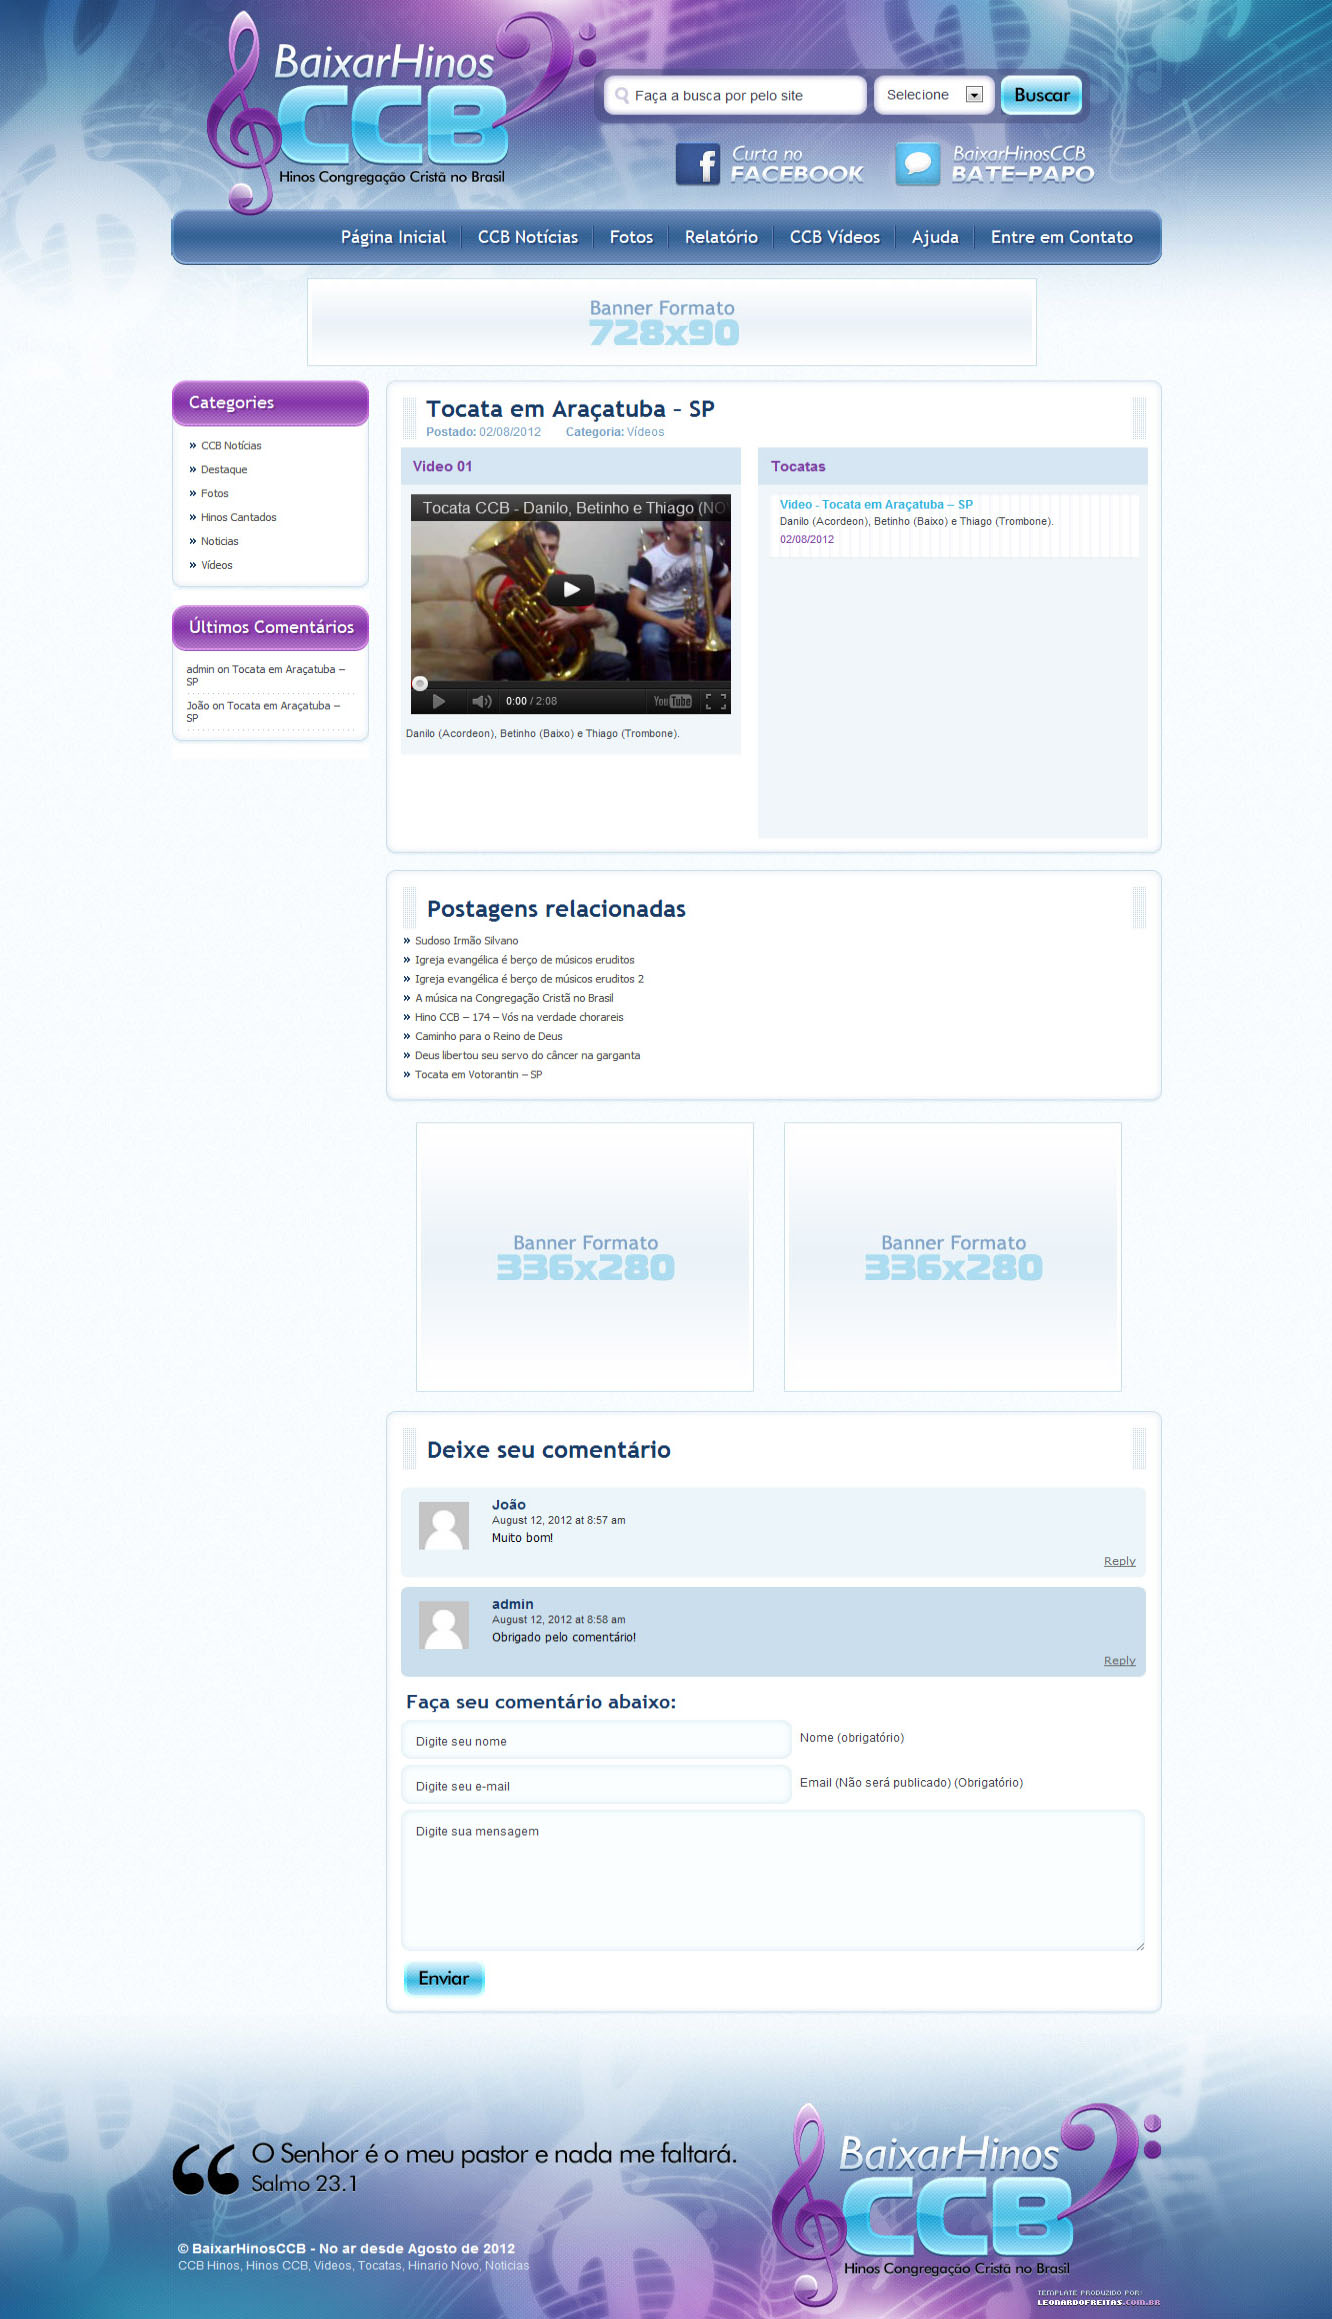 BaixarHinos
CCB
Hinos Congregação Cristã no Brasil
Faça a busca por pelo site
Selecione
Buscar
Curta no
FACEBOOK
BaixarHinosCCB
BATE-PAPO
Página Inicial
CCB Notícias
Fotos
Relatório
CCB Vídeos
Ajuda
Entre em Contato
Banner Formato
728x90
Categories
» CCB Notícias
» Destaque
» Fotos
» Hinos Cantados
» Noticias
» Vídeos
Últimos Comentários
admin on Tocata em Araçatuba –
SP
João on Tocata em Araçatuba –
SP
Tocata em Araçatuba – SP
Postado: 02/08/2012 Categoria: Vídeos
Video 01
Tocata CCB - Danilo, Betinho e Thiago (NOV
0:00 / 2:08
YouTube
Danilo (Acordeon), Betinho (Baixo) e Thiago (Trombone).
Tocatas
Video - Tocata em Araçatuba – SP
Danilo (Acordeon), Betinho (Baixo) e Thiago (Trombone).
02/08/2012
Postagens relacionadas
» Sudoso Irmão Silvano
» Igreja evangélica é berço de músicos eruditos
» Igreja evangélica é berço de músicos eruditos 2
» A música na Congregação Cristã no Brasil
» Hino CCB – 174 – Vós na verdade chorareis
» Caminho para o Reino de Deus
» Deus libertou seu servo do câncer na garganta
» Tocata em Votorantin – SP
Banner Formato
336x280
Banner Formato
336x280
Deixe seu comentário
João
August 12, 2012 at 8:57 am
Muito bom!
Reply
admin
August 12, 2012 at 8:58 am
Obrigado pelo comentário!
Reply
Faça seu comentário abaixo:
Digite seu nome
Nome (obrigatório)
Digite seu e-mail
Email (Não será publicado) (Obrigatório)
Digite sua mensagem
Enviar
“ O Senhor é o meu pastor e nada me faltará.
Salmo 23.1
© BaixarHinosCCB - No ar desde Agosto de 2012
CCB Hinos, Hinos CCB, Videos, Tocatas, Hinario Novo, Noticias
BaixarHinos
CCB
Hinos Congregação Cristã no Brasil
TEMPLATE PRODUZIDO POR:
LEONARDOFREITAS.COM.BR